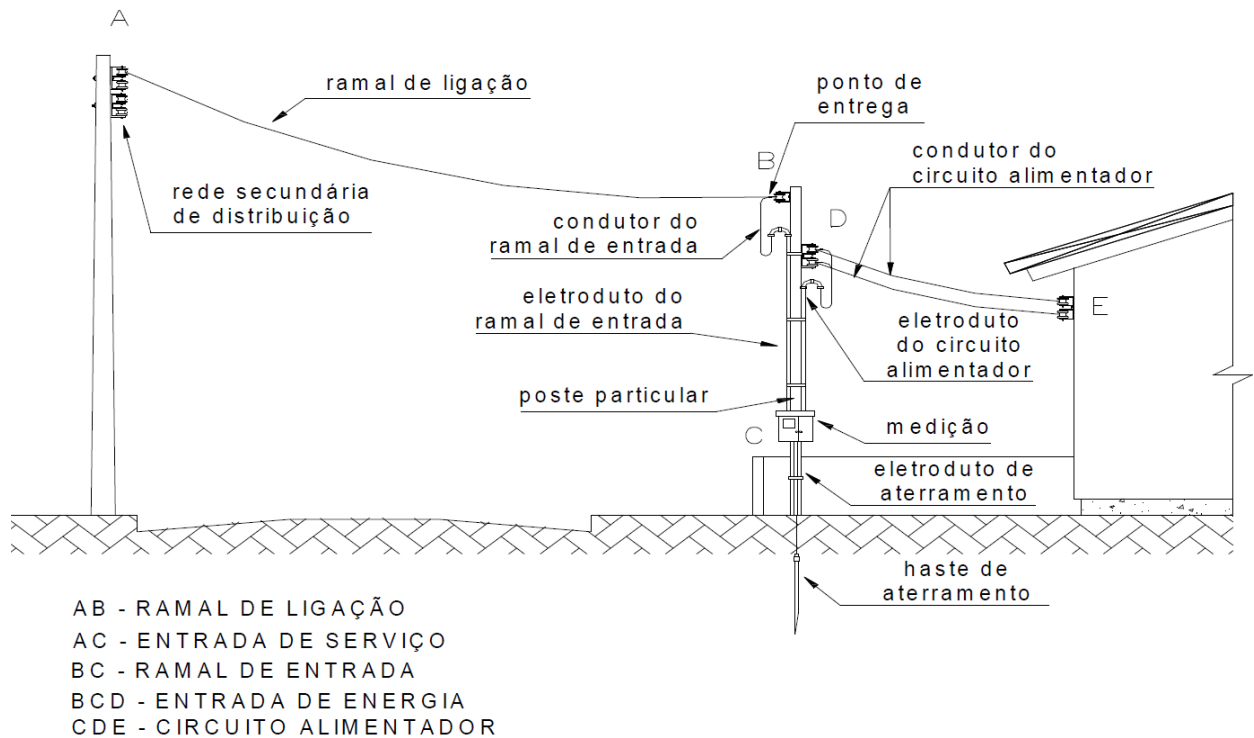 A
ramal de ligação
ponto de
entrega
B
condutor do
circuito alimentador
rede secundária
de distribuição
condutor do
ramal de entrada
D
eletroduto do
ramal de entrada
E
eletroduto
do circuito
alimentador
poste particular
C
medição
eletroduto de
aterramento
haste de
aterramento
AB - RAMAL DE LIGAÇÃO
AC - ENTRADA DE SERVIÇO
BC - RAMAL DE ENTRADA
BCD - ENTRADA DE ENERGIA
CDE - CIRCUITO ALIMENTADOR